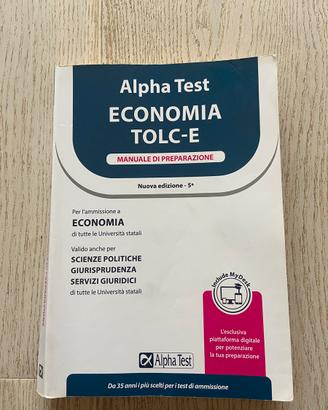 Alpha Test
ECONOMIA
TOLC-E
MANUALE DI PREPARAZIONE
Nuova edizione - 5ª
Per l'ammissione a
ECONOMIA
di tutte le Università statali
Valido anche per
SCIENZE POLITICHE
GIURISPRUDENZA
SERVIZI GIURIDICI
di tutte le Università statali
Include MyDesk
L'esclusiva
piattaforma digitale
per potenziare
la tua preparazione
Alpha Test
Da 35 anni i più scelti per i test di ammissione